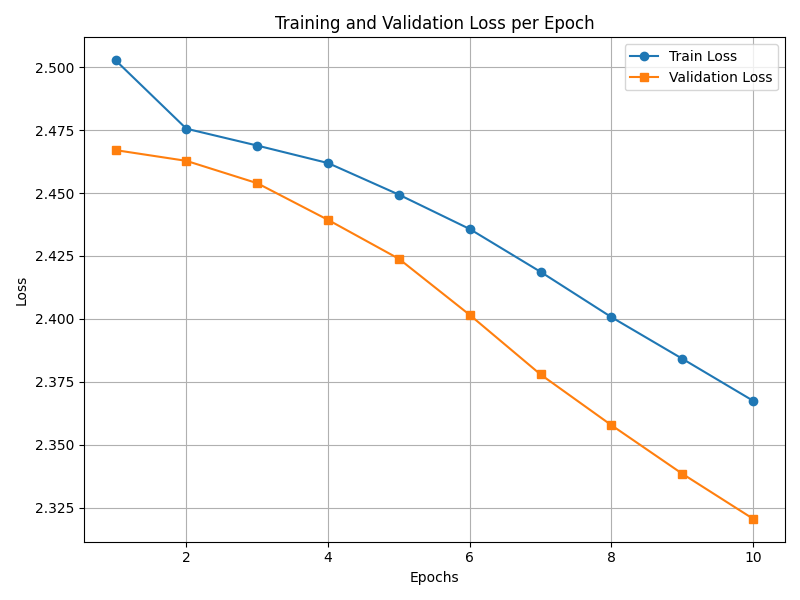 Training and Validation Loss per Epoch
Train Loss
Validation Loss
2.500
2.475
2.450
2.425
2.400
2.375
2.350
2.325
Loss
2 4 6 8 10
Epochs